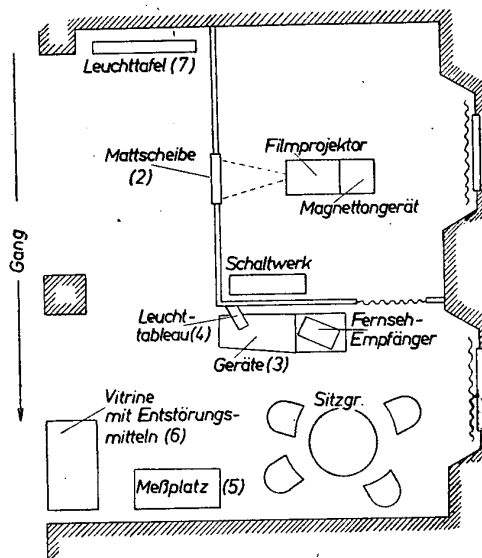 Leuchttafel (7)
Mattscheibe
(2)
Filmprojektor
Magnettongerät
Gang
Schaltwerk
Leucht-
tableau (4)
Fernseh-
Empfänger
Geräte (3)
Vitrine
mit Entstörungs-
mitteln (6)
Sitzgr.
Meßplatz (5)